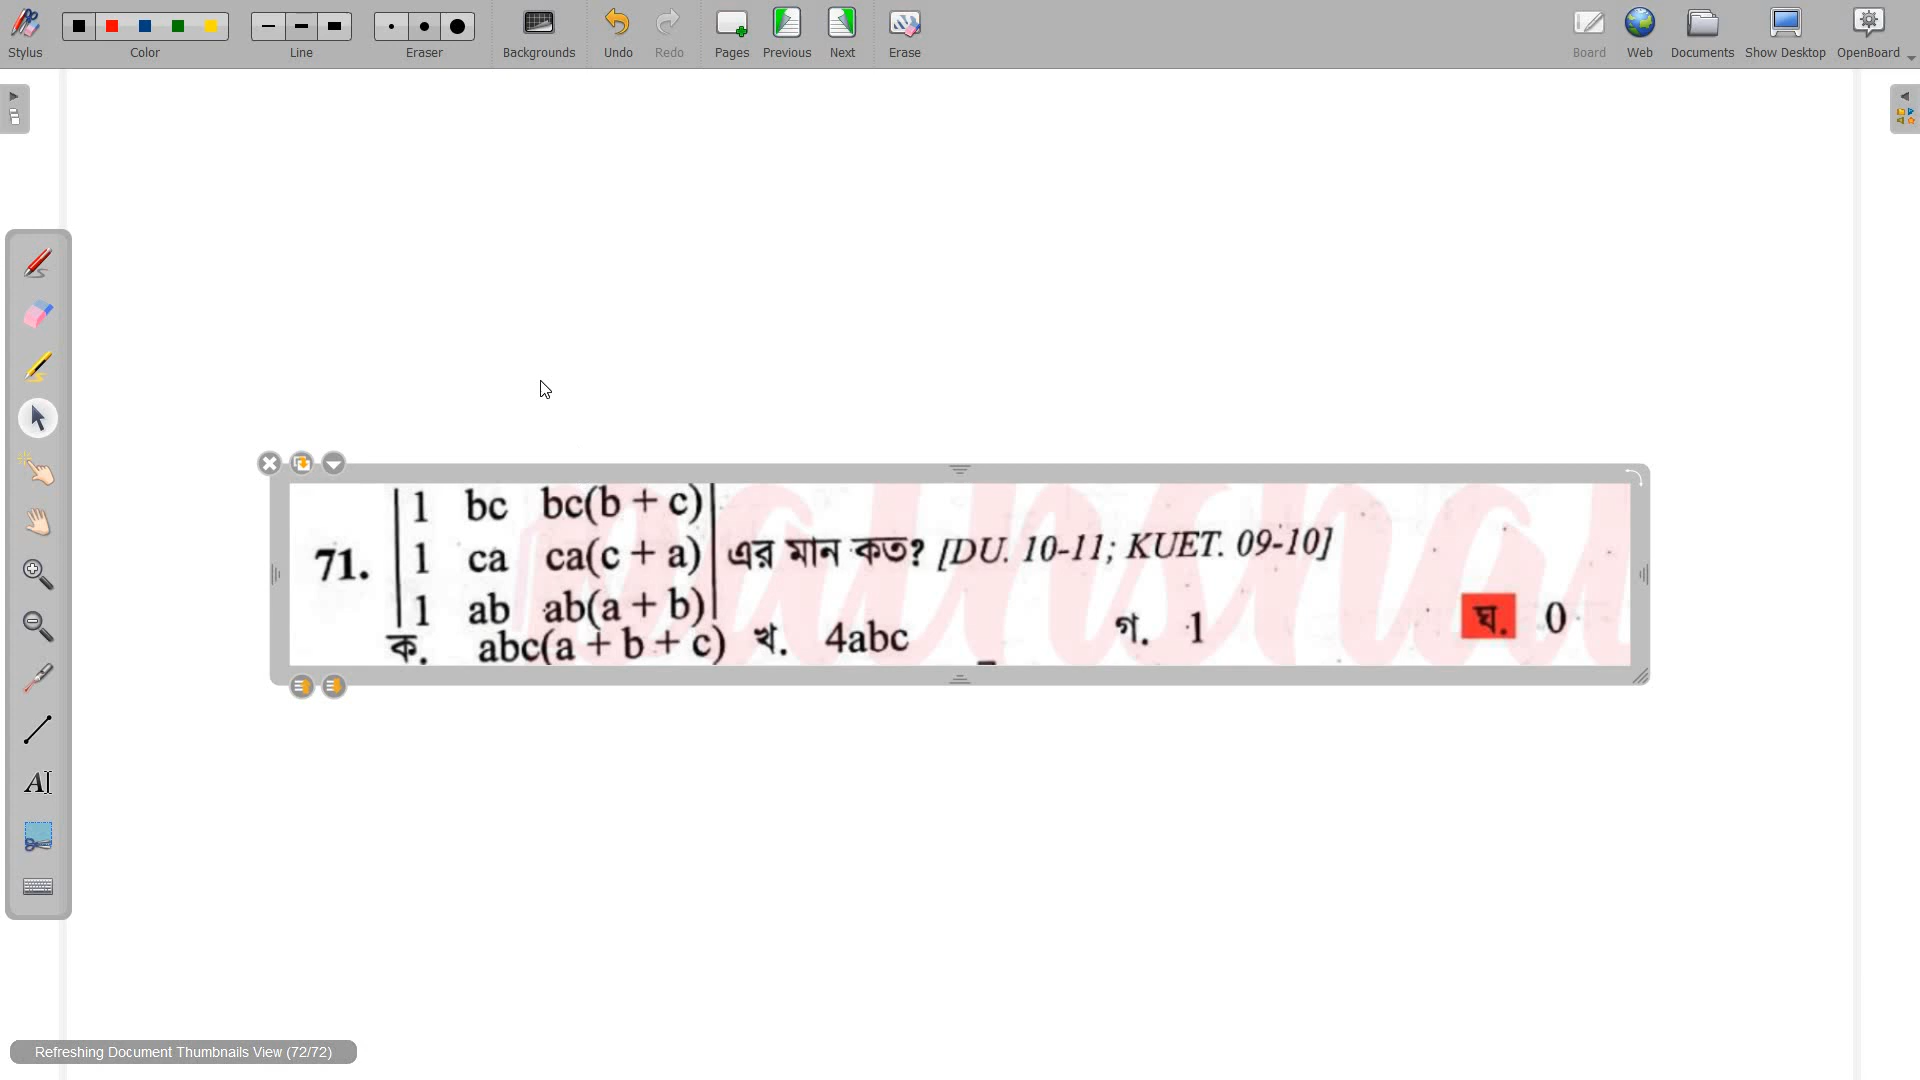 Stylus Color Line Eraser Backgrounds Undo Redo Pages Previous Next Erase Board Web Documents Show Desktop OpenBoard
1 bc bc(b + c)
71. 1 ca ca(c + a) এর মান কত? [DU. 10-11; KUET. 09-10]
1 ab ab(a + b)
ক. abc(a + b + c) খ. 4abc গ. 1 ঘ. 0
Refreshing Document Thumbnails View (72/72)